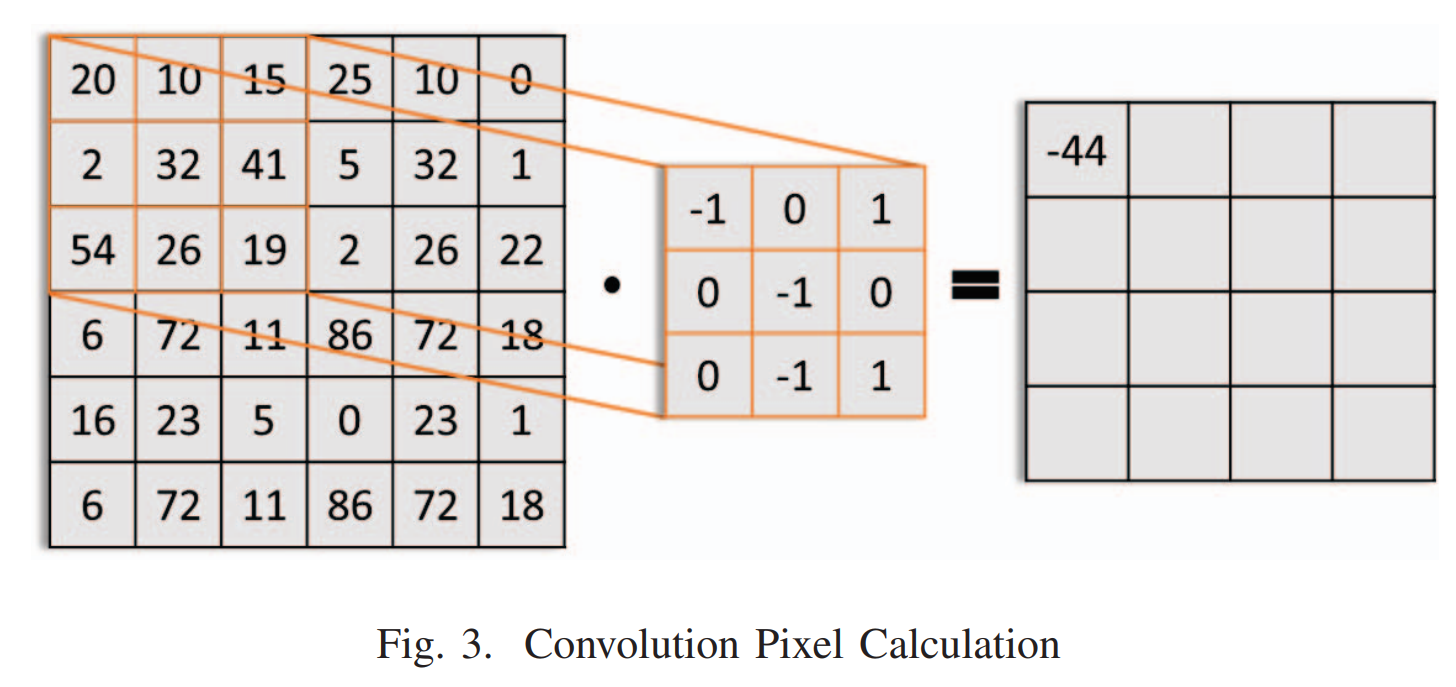 20 10 15 25 10 0
2 32 41 5 32 1
54 26 19 2 26 22
6 72 11 86 72 18
16 23 5 0 23 1
6 72 11 86 72 18
·
-1 0 1
0 -1 0
0 -1 1
=
-44
Fig. 3. Convolution Pixel Calculation